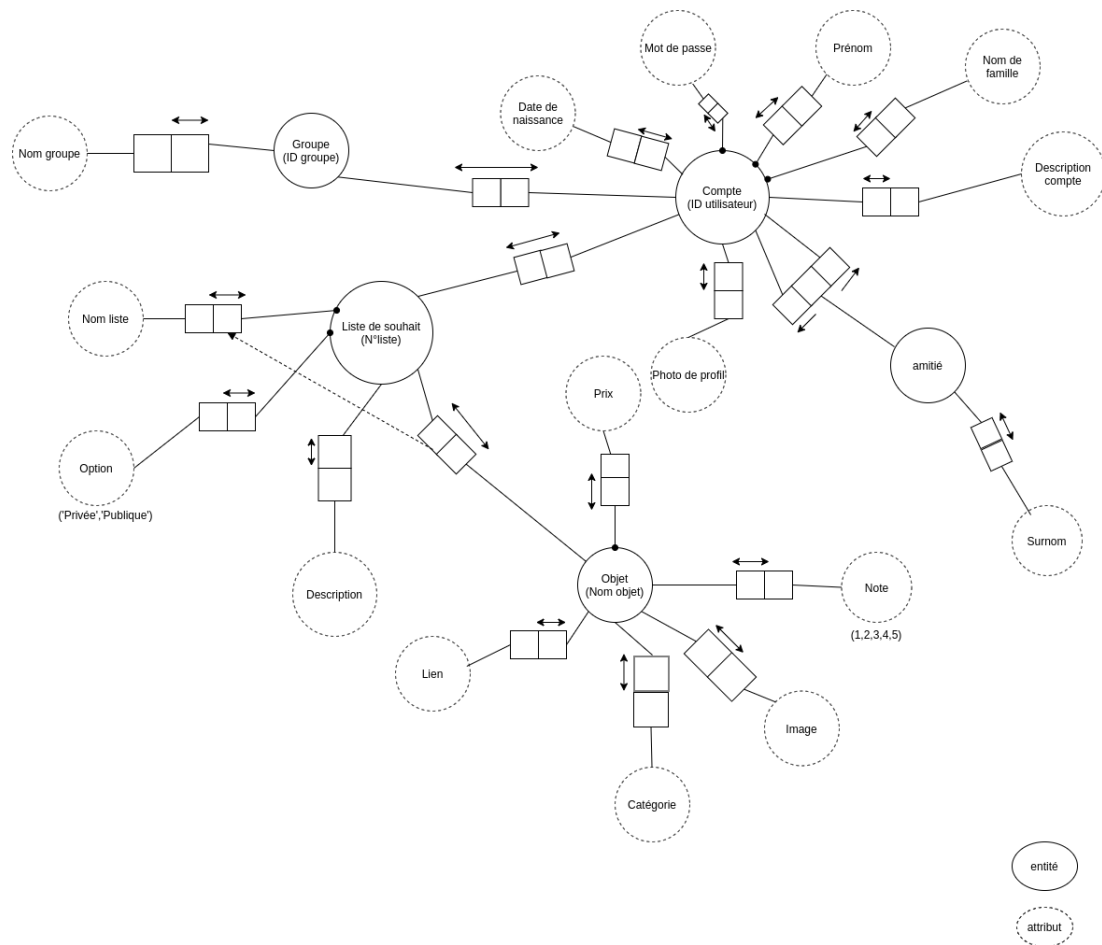 Mot de passe
Prénom
Nom de
famille
Date de
naissance
Nom groupe
Groupe
(ID groupe)
Description
compte
Compte
(ID utilisateur)
Nom liste
Liste de souhait
(N°liste)
Photo de profil
amitié
Prix
Option
('Privée','Publique')
Surnom
Description
Objet
(Nom objet)
Note
(1,2,3,4,5)
Lien
Image
Catégorie
entité
attribut